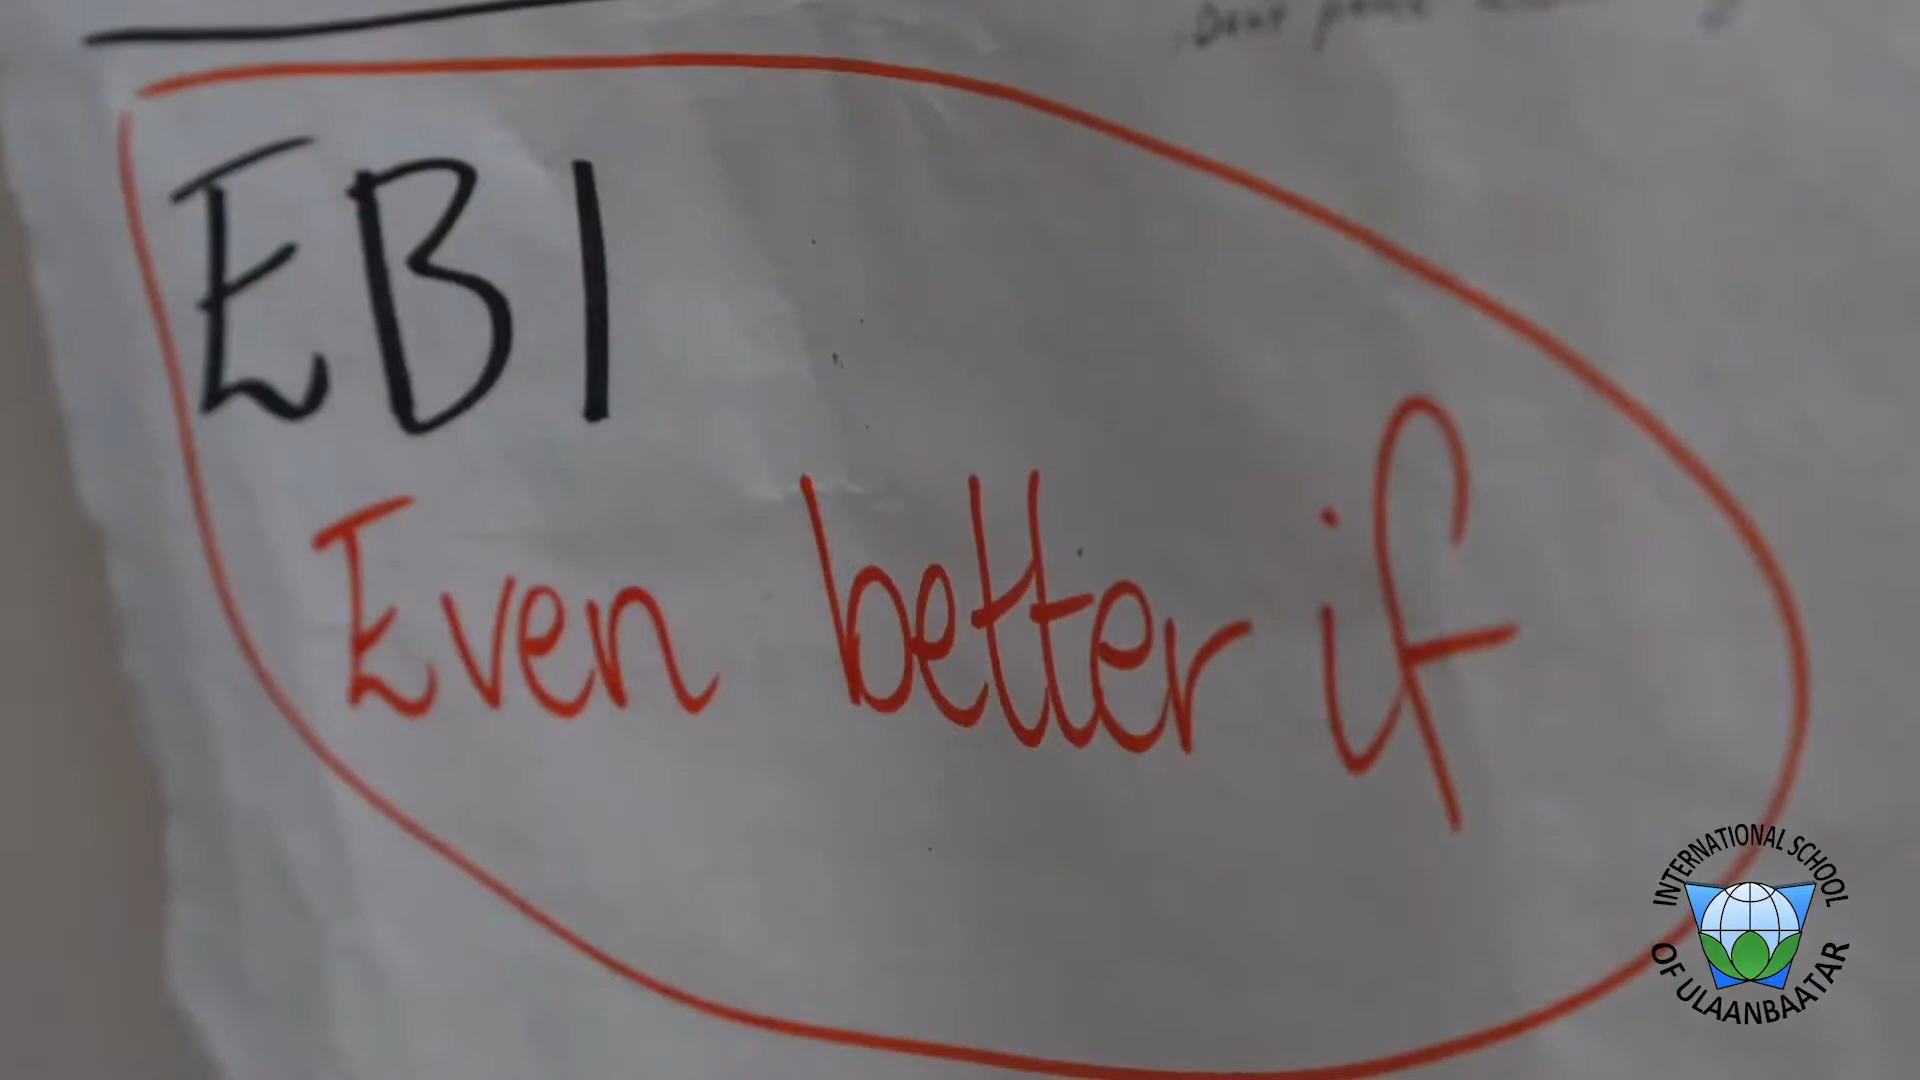 EBI
Even better if
INTERNATIONAL SCHOOL
OF ULAANBAATAR